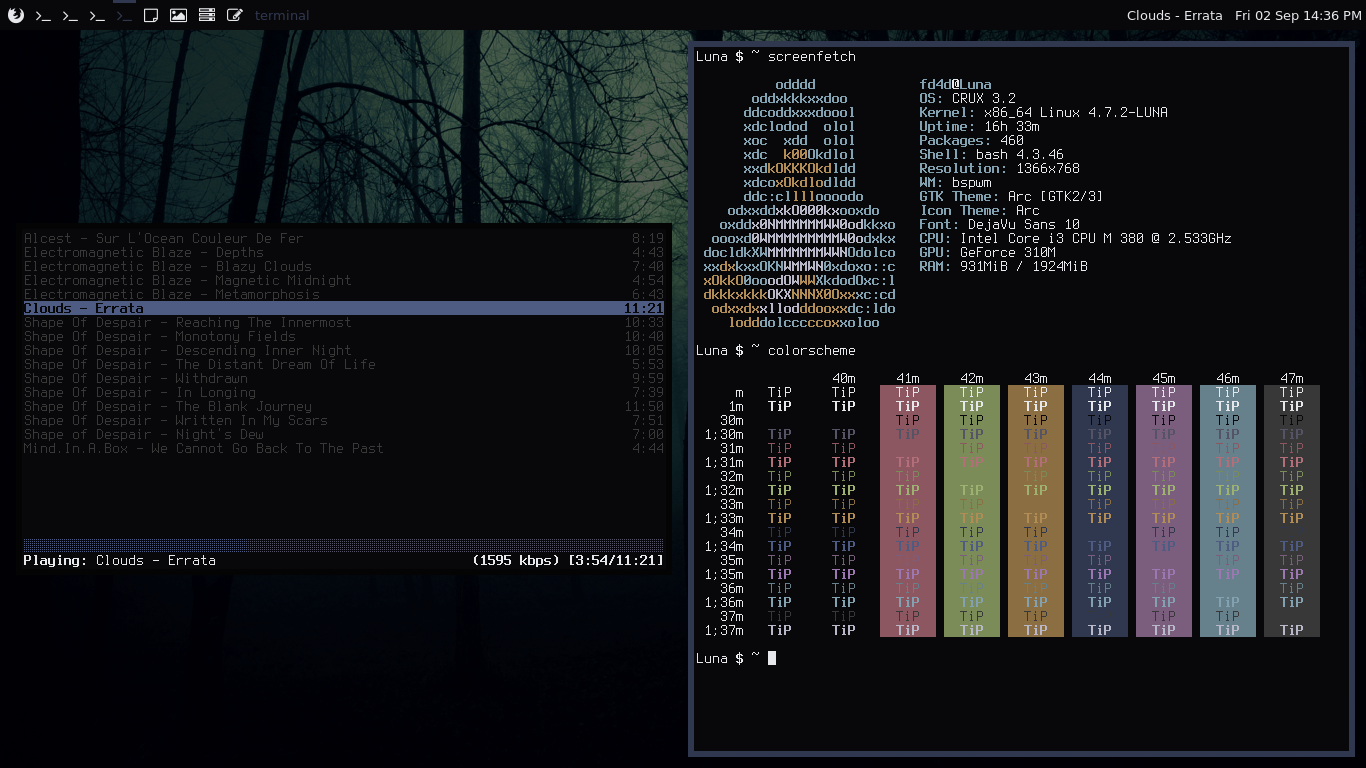 terminal
Clouds - Errata Fri 02 Sep 14:36 PM
Alcest - Sur L'Ocean Couleur De Fer 8:19
Electromagnetic Blaze - Depths 4:43
Electromagnetic Blaze - Blazy Clouds 7:40
Electromagnetic Blaze - Magnetic Midnight 4:54
Electromagnetic Blaze - Metamorphosis 6:43
Clouds - Errata 11:21
Shape Of Despair - Reaching The Innermost 10:33
Shape Of Despair - Monotony Fields 10:40
Shape Of Despair - Descending Inner Night 10:05
Shape Of Despair - The Distant Dream Of Life 5:53
Shape Of Despair - Withdrawn 9:59
Shape Of Despair - In Longing 7:39
Shape Of Despair - The Blank Journey 11:50
Shape Of Despair - Written In My Scars 7:51
Shape of Despair - Night's Dew 7:00
Mind.In.A.Box - We Cannot Go Back To The Past 4:44
Playing: Clouds - Errata (1595 kbps) [3:54/11:21]
Luna $ ~ screenfetch
odddd fd4d@Luna
oddxkkkxxdoo OS: CRUX 3.2
ddcoddxxxdoool Kernel: x86_64 Linux 4.7.2-LUNA
xdclodod olol Uptime: 16h 33m
xoc xdd olol Packages: 460
xdc k00Okdlol Shell: bash 4.3.46
xxdkOKKKOkdldd Resolution: 1366x768
xdcoxOkdlodldd WM: bspwm
ddc:clllloooodo GTK Theme: Arc [GTK2/3]
odxxddxkO000kxooxdo Icon Theme: Arc
oxddx0NMMMMMMWW0odkkxo Font: DejaVu Sans 10
oooxd0WMMMMMMMMMW0odxkx CPU: Intel Core i3 CPU M 380 @ 2.533GHz
docldkXWMMMMMMMWWNOdolco GPU: GeForce 310M
xxdxkxxOKNWMMWN0xdoxo::c RAM: 931MiB / 1924MiB
xOkkO0ooodOWWWXkdodOxc:l
dkkkxkkkOKXNNNX0Oxxxc:cd
odxxdxxllodddooxxdc:ldo
lodddolcccccoxxoloo
Luna $ ~ colorscheme
40m 41m 42m 43m 44m 45m 46m 47m
m TiP TiP TiP TiP TiP TiP TiP TiP TiP
1m TiP TiP TiP TiP TiP TiP TiP TiP TiP
30m TiP TiP TiP TiP TiP TiP TiP
1;30m TiP TiP TiP TiP TiP TiP TiP TiP TiP
31m TiP TiP TiP TiP TiP TiP TiP TiP
1;31m TiP TiP TiP TiP TiP TiP TiP TiP TiP
32m TiP TiP TiP TiP TiP TiP TiP TiP
1;32m TiP TiP TiP TiP TiP TiP TiP TiP TiP
33m TiP TiP TiP TiP TiP TiP TiP TiP
1;33m TiP TiP TiP TiP TiP TiP TiP TiP TiP
34m TiP TiP TiP TiP TiP TiP TiP TiP
1;34m TiP TiP TiP TiP TiP TiP TiP TiP TiP
35m TiP TiP TiP TiP TiP TiP TiP TiP
1;35m TiP TiP TiP TiP TiP TiP TiP TiP TiP
36m TiP TiP TiP TiP TiP TiP TiP TiP
1;36m TiP TiP TiP TiP TiP TiP TiP TiP TiP
37m TiP TiP TiP TiP TiP TiP TiP TiP
1;37m TiP TiP TiP TiP TiP TiP TiP TiP TiP
Luna $ ~